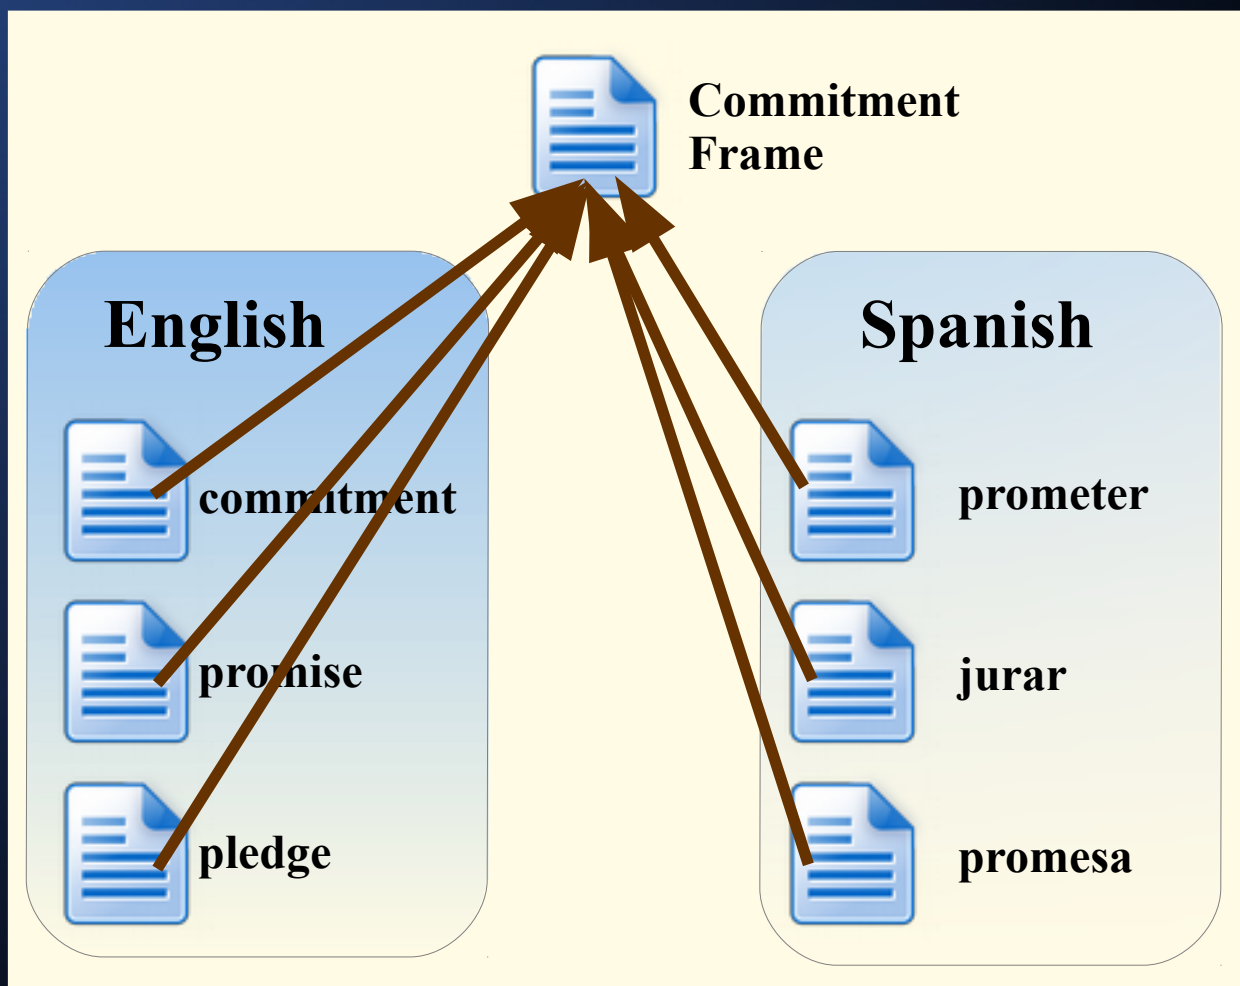 Commitment
Frame
English
commitment
promise
pledge
Spanish
prometer
jurar
promesa